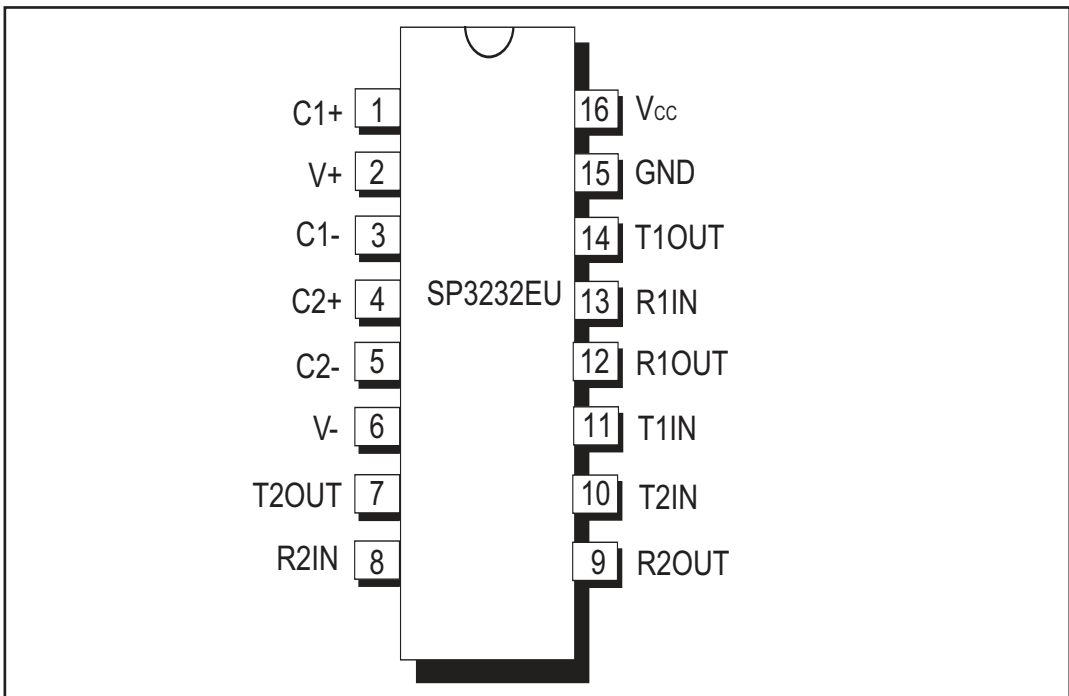 C1+ 1
V+ 2
C1- 3
C2+ 4
C2- 5
V- 6
T2OUT 7
R2IN 8
SP3232EU
16 Vcc
15 GND
14 T1OUT
13 R1IN
12 R1OUT
11 T1IN
10 T2IN
9 R2OUT